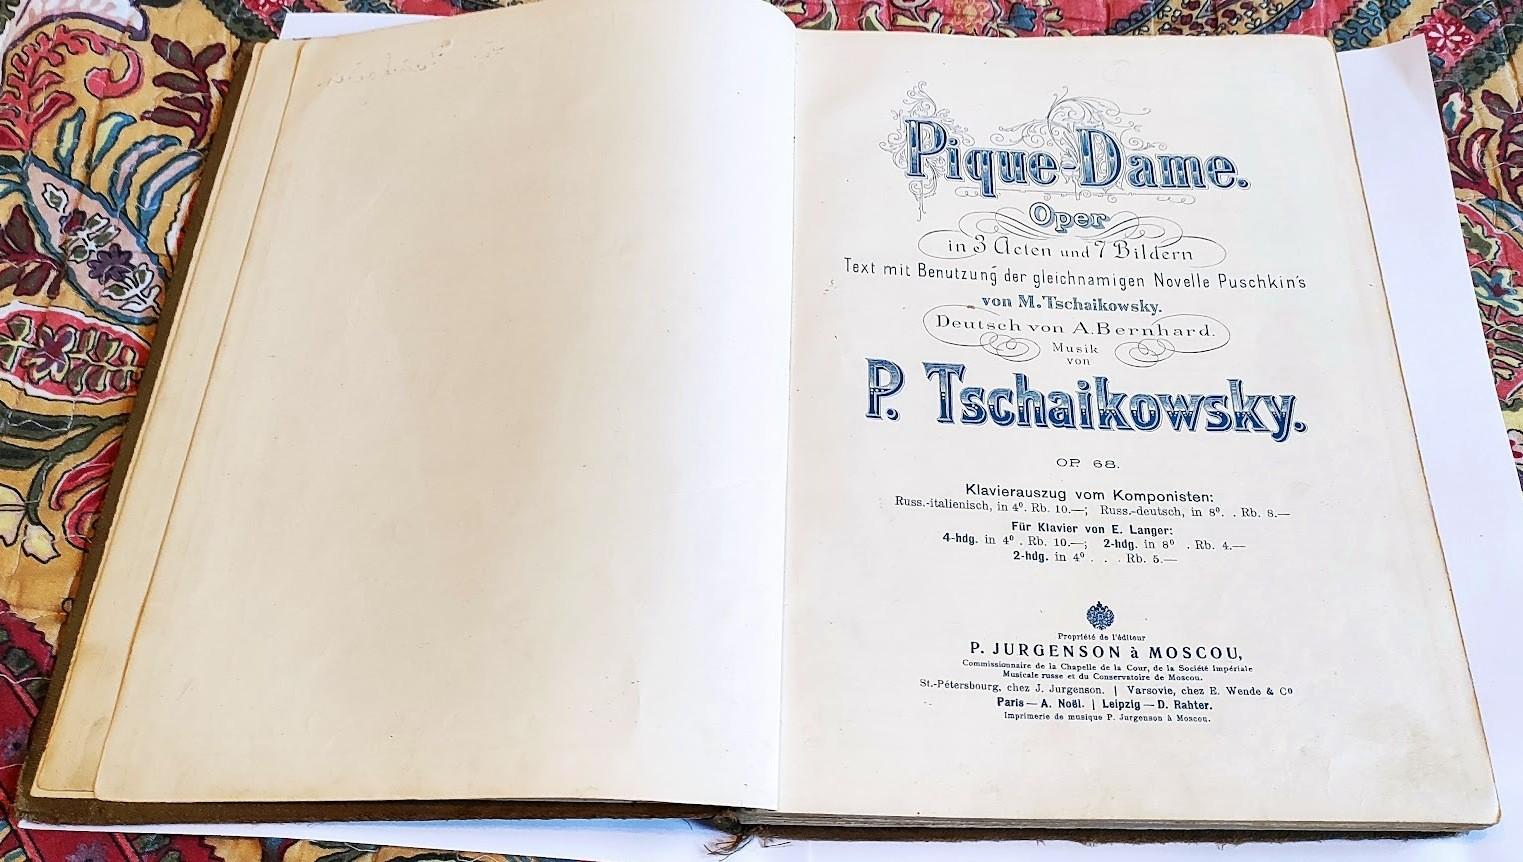 Pique-Dame.
Oper
in 3 Acten und 7 Bildern
Text mit Benutzung der gleichnamigen Novelle Puschkin's
von M. Tschaikowsky.
Deutsch von A. Bernhard.
Musik
von
P. Tschaikowsky.
OP. 68.
Klavierauszug vom Komponisten:
Russ.-italienisch, in 4⁰. Rb. 10.—; Russ.-deutsch, in 8⁰. . Rb. 8.—
Für Klavier von E. Langer:
4-hdg. in 4⁰ . Rb. 10.—; 2-hdg. in 8⁰ . Rb. 4.—
2-hdg. in 4⁰ . . . Rb. 5.—
Propriété de l'éditeur
P. JURGENSON à MOSCOU,
Commissionnaire de la Chapelle de la Cour, de la Société Impériale
Musicale russe et du Conservatoire de Moscou.
St.-Pétersbourg, chez J. Jurgenson. | Varsovie, chez E. Wende & Co
Paris — A. Noël. | Leipzig — D. Rahter.
Imprimerie de musique P. Jurgenson à Moscou.